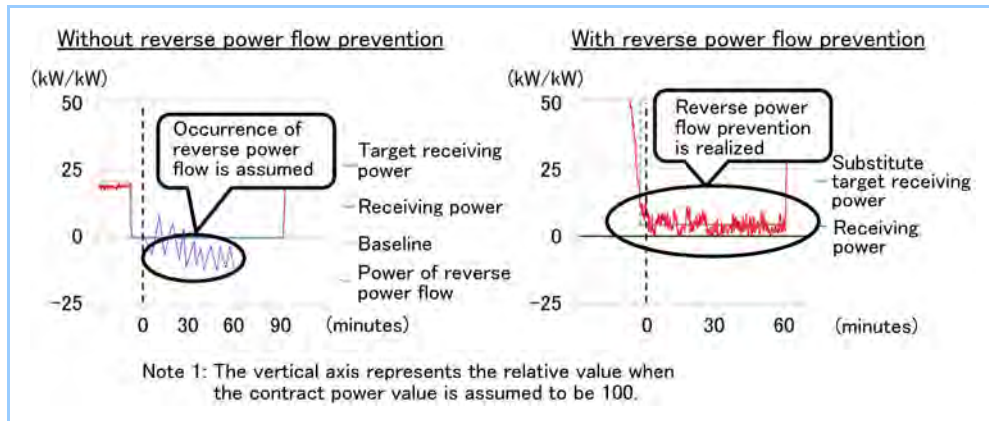 Without reverse power flow prevention
(kW/kW)
50
25
0
−25
Occurrence of
reverse power
flow is assumed
Target receiving
power
Receiving power
Baseline
Power of reverse
power flow
0 30 60 90 (minutes)
With reverse power flow prevention
(kW/kW)
50
25
0
−25
Reverse power
flow prevention
is realized
Substitute
target receiving
power
Receiving
power
0 30 60 (minutes)
Note 1: The vertical axis represents the relative value when
the contract power value is assumed to be 100.